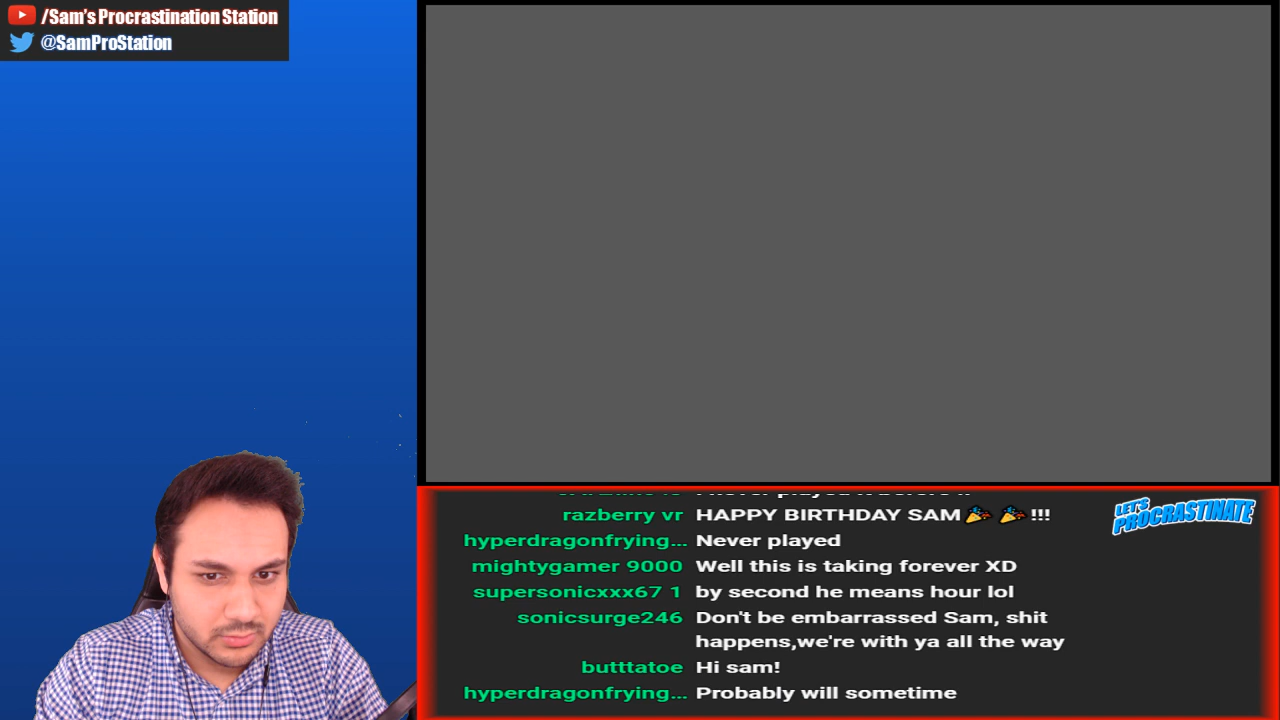 /Sam's Procrastination Station
@SamProStation
razberry vr HAPPY BIRTHDAY SAM🎉 🎉 !!!
hyperdragonfrying... Never played
mightygamer 9000 Well this is taking forever XD
supersonicxxx67 1 by second he means hour lol
sonicsurge246 Don't be embarrassed Sam, shit
happens,we're with ya all the way
butttatoe Hi sam!
hyperdragonfrying... Probably will sometime
LET'S
PROCRASTINATE